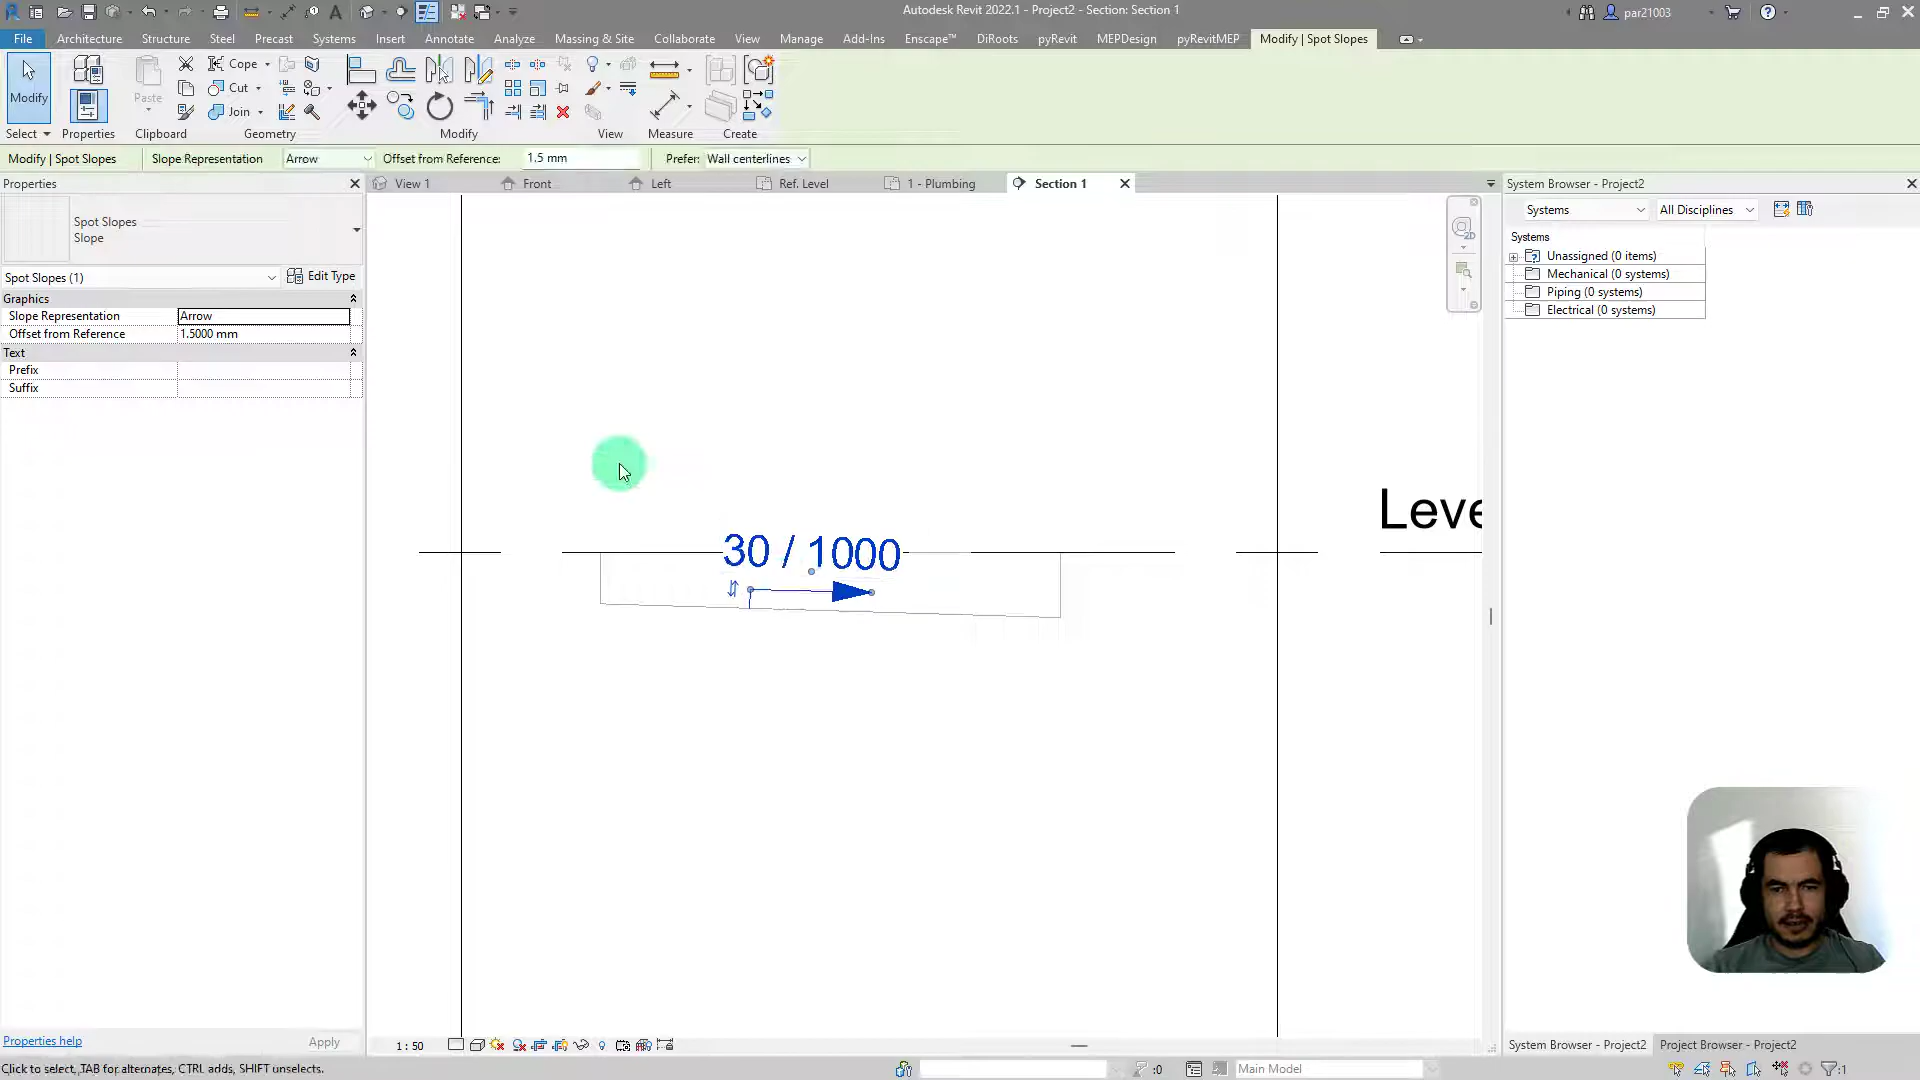 Autodesk Revit 2022.1 - Project2 - Section: Section 1
par21003
File
Architecture
Structure
Steel
Precast
Systems
Insert
Annotate
Analyze
Massing & Site
Collaborate
View
Manage
Add-Ins
Enscape™
DiRoots
pyRevit
MEPDesign
pyRevitMEP
Modify | Spot Slopes
Modify
Paste
Cope
Cut
Join
Select
Properties
Clipboard
Geometry
Modify
View
Measure
Create
Modify | Spot Slopes
Slope Representation
Arrow
Offset from Reference:
1.5 mm
Prefer:
Wall centerlines
Properties
View 1
Front
Left
Ref. Level
1 - Plumbing
Section 1
System Browser - Project2
Spot Slopes
Slope
Spot Slopes (1)
Edit Type
Graphics
Slope Representation
Arrow
Offset from Reference
1.5000 mm
Text
Prefix
Suffix
2D
Systems
All Disciplines
Systems
Unassigned (0 items)
Mechanical (0 systems)
Piping (0 systems)
Electrical (0 systems)
Leve
30 / 1000
Properties help
Apply
1 : 50
System Browser - Project2
Project Browser - Project2
Click to select, TAB for alternates, CTRL adds, SHIFT unselects.
:0
Main Model
:1